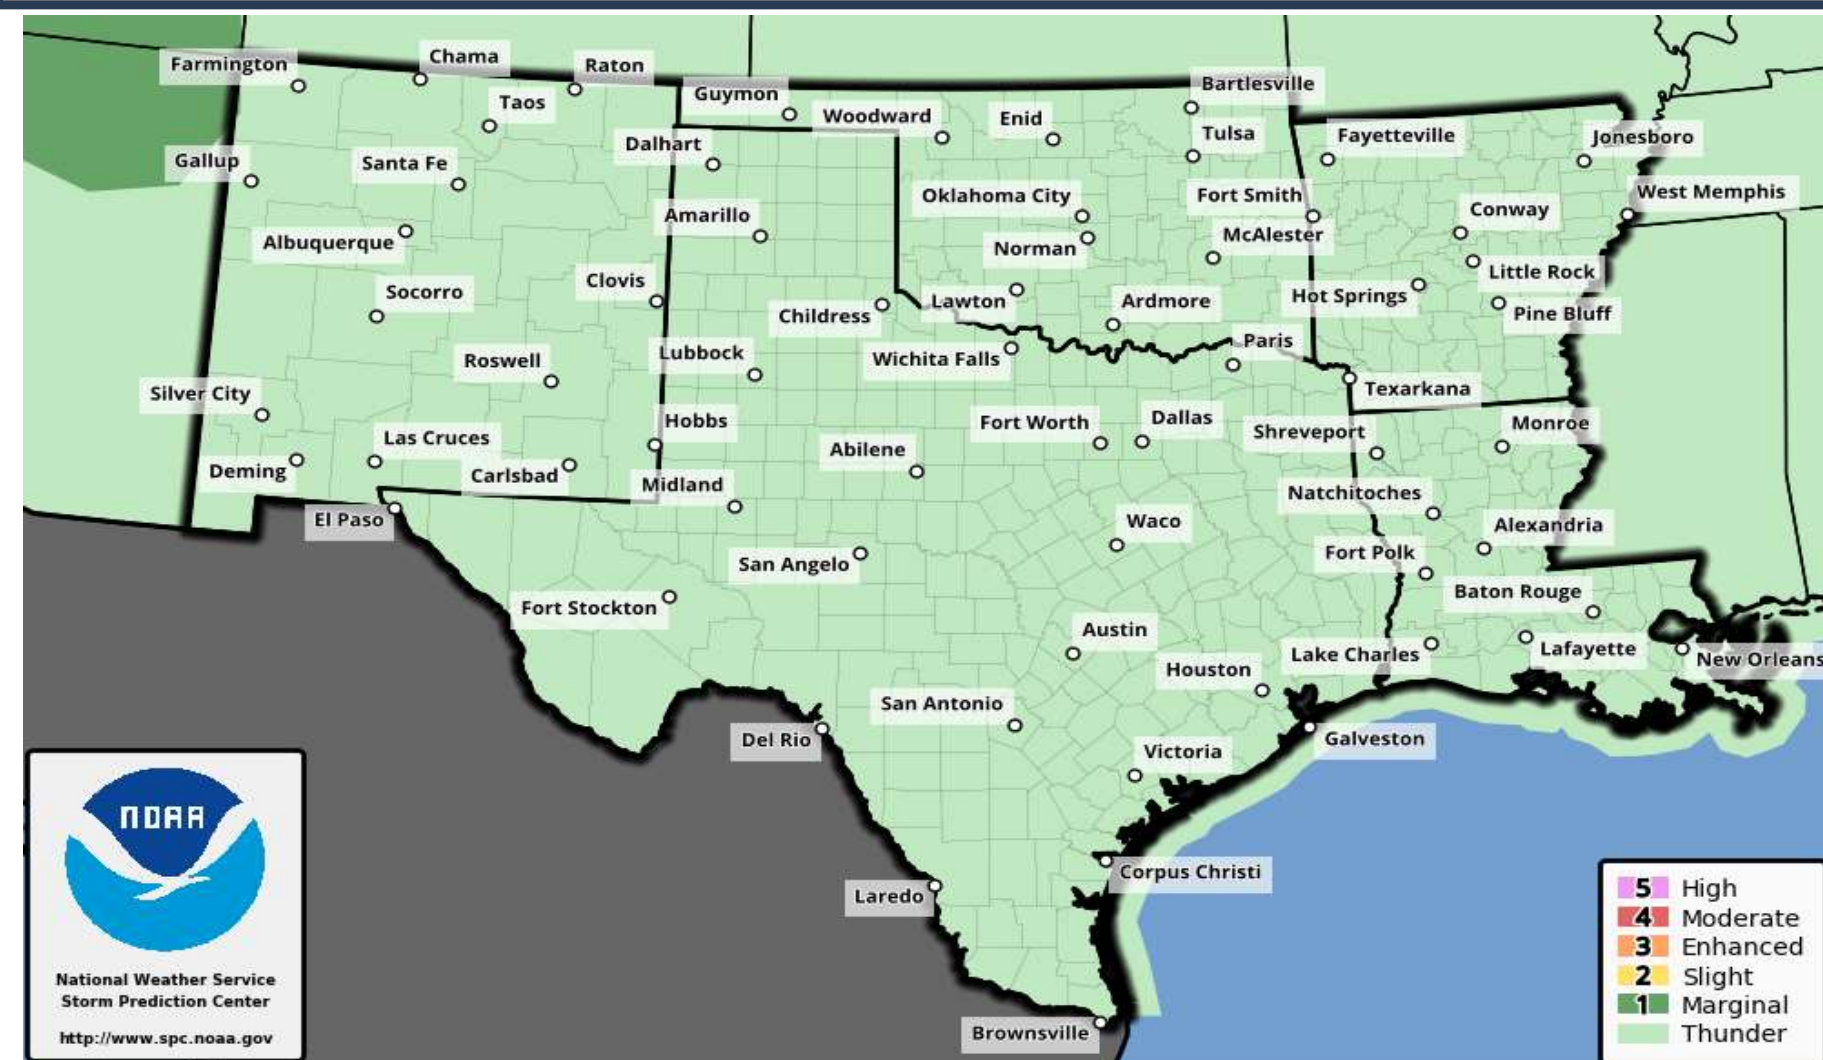 Farmington
Chama
Raton
Guymon
Bartlesville
Taos
Woodward
Enid
Tulsa
Fayetteville
Jonesboro
Gallup
Santa Fe
Dalhart
Oklahoma City
Fort Smith
West Memphis
Albuquerque
Amarillo
Norman
McAlester
Conway
Socorro
Clovis
Childress
Lawton
Ardmore
Hot Springs
Little Rock
Pine Bluff
Roswell
Lubbock
Wichita Falls
Paris
Texarkana
Silver City
Hobbs
Fort Worth
Dallas
Shreveport
Monroe
Deming
Las Cruces
Carlsbad
Midland
Abilene
Natchitoches
El Paso
San Angelo
Waco
Fort Polk
Alexandria
Fort Stockton
Baton Rouge
Austin
Houston
Lake Charles
Lafayette
New Orleans
Del Rio
San Antonio
Victoria
Galveston
Laredo
Corpus Christi
Brownsville
NOAA
National Weather Service
Storm Prediction Center
http://www.spc.noaa.gov
5 High
4 Moderate
3 Enhanced
2 Slight
1 Marginal
Thunder